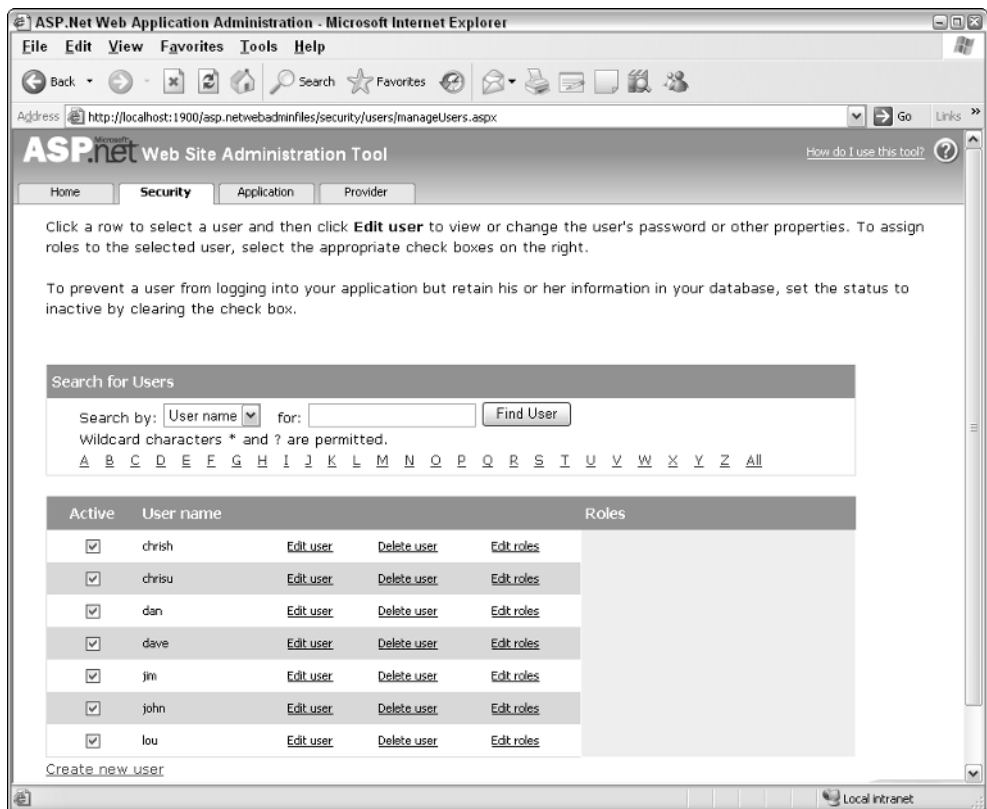 ASP.Net Web Application Administration - Microsoft Internet Explorer
File Edit View Favorites Tools Help
Back Search Favorites
Address http://localhost:1900/asp.netwebadminfiles/security/users/manageUsers.aspx Go Links »
Microsoft
ASP.net Web Site Administration Tool How do I use this tool? ?
Home Security Application Provider
Click a row to select a user and then click Edit user to view or change the user's password or other properties. To assign
roles to the selected user, select the appropriate check boxes on the right.
To prevent a user from logging into your application but retain his or her information in your database, set the status to
inactive by clearing the check box.
Search for Users
Search by: User name for: Find User
Wildcard characters * and ? are permitted.
A B C D E F G H I J K L M N O P Q R S T U V W X Y Z All
Active User name Roles
chrish Edit user Delete user Edit roles
chrisu Edit user Delete user Edit roles
dan Edit user Delete user Edit roles
dave Edit user Delete user Edit roles
jim Edit user Delete user Edit roles
john Edit user Delete user Edit roles
lou Edit user Delete user Edit roles
Create new user
Local intranet